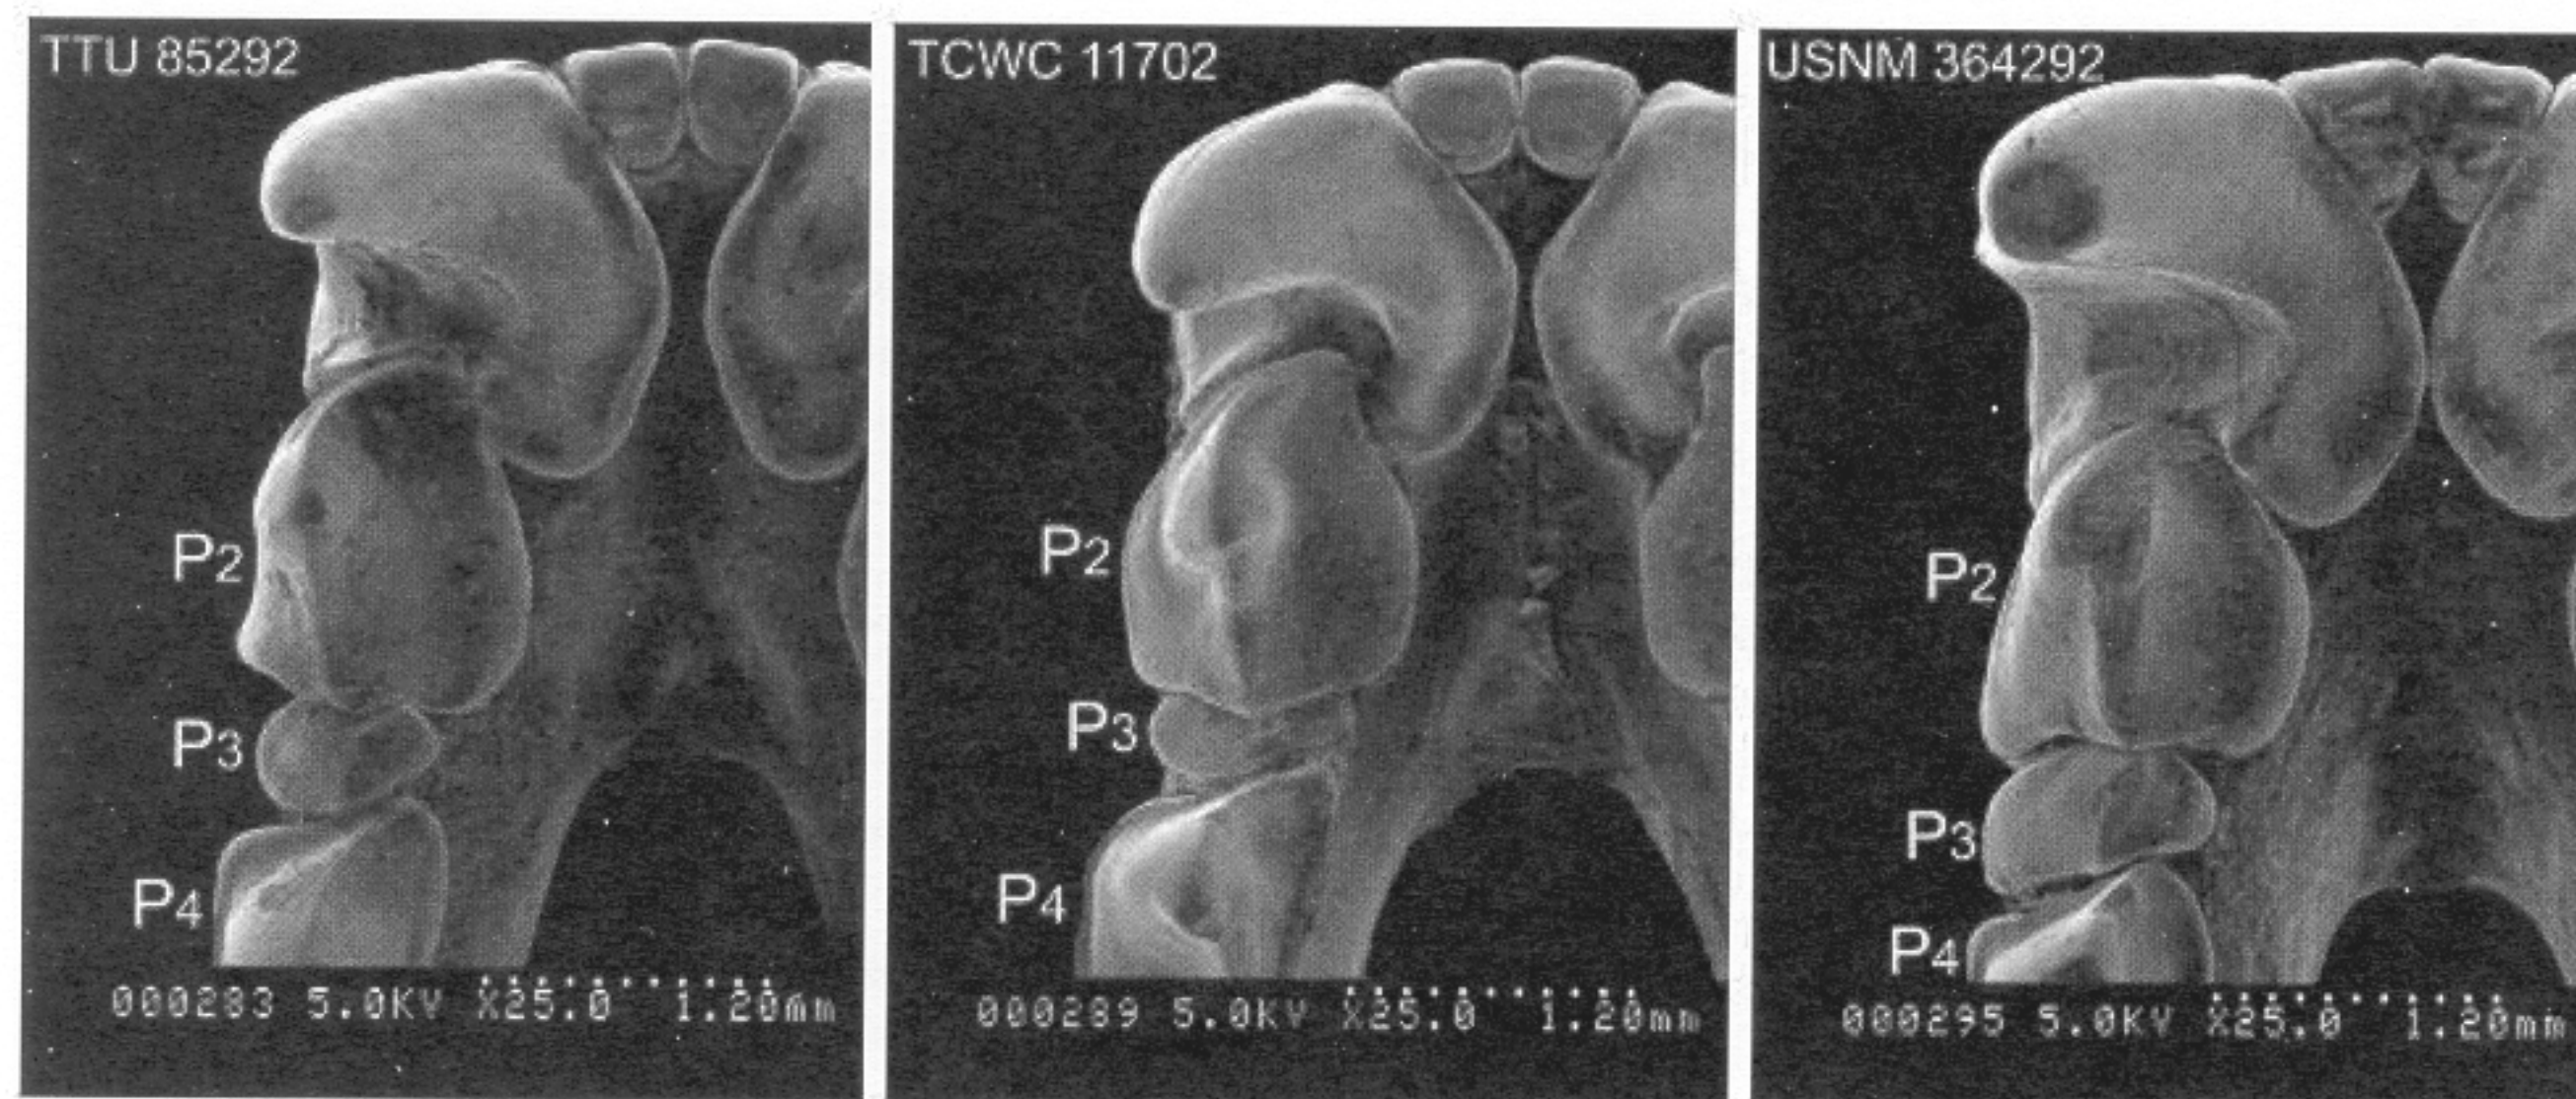 TTU 85292
P2
P3
P4
000283 5.0KV X25.0 1.20mm
TCWC 11702
P2
P3
P4
000289 5.0KV X25.0 1.20mm
USNM 364292
P2
P3
P4
000295 5.0KV X25.0 1.20mm